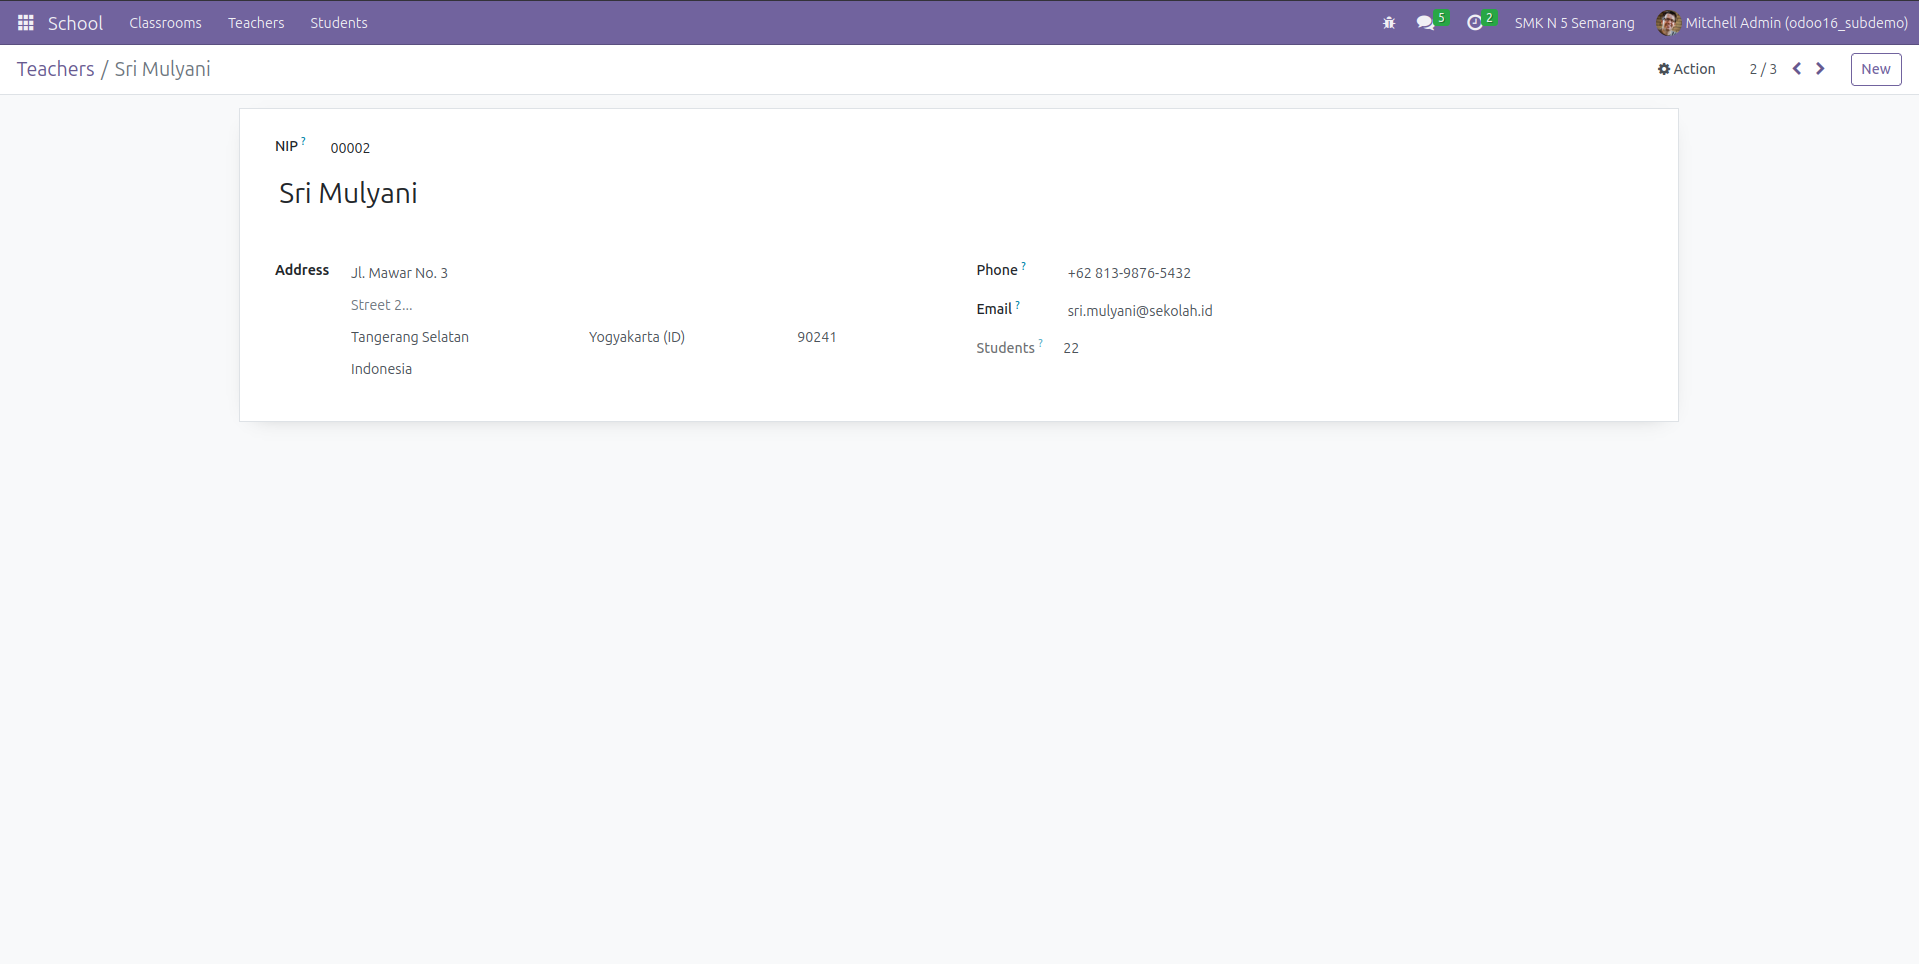 School Classrooms Teachers Students 5 2 SMK N 5 Semarang Mitchell Admin (odoo16_subdemo)
Teachers / Sri Mulyani Action 2 / 3 New
NIP ? 00002
Sri Mulyani
Address Jl. Mawar No. 3 Phone ? +62 813-9876-5432
Street 2... Email ? sri.mulyani@sekolah.id
Tangerang Selatan Yogyakarta (ID) 90241 Students ? 22
Indonesia